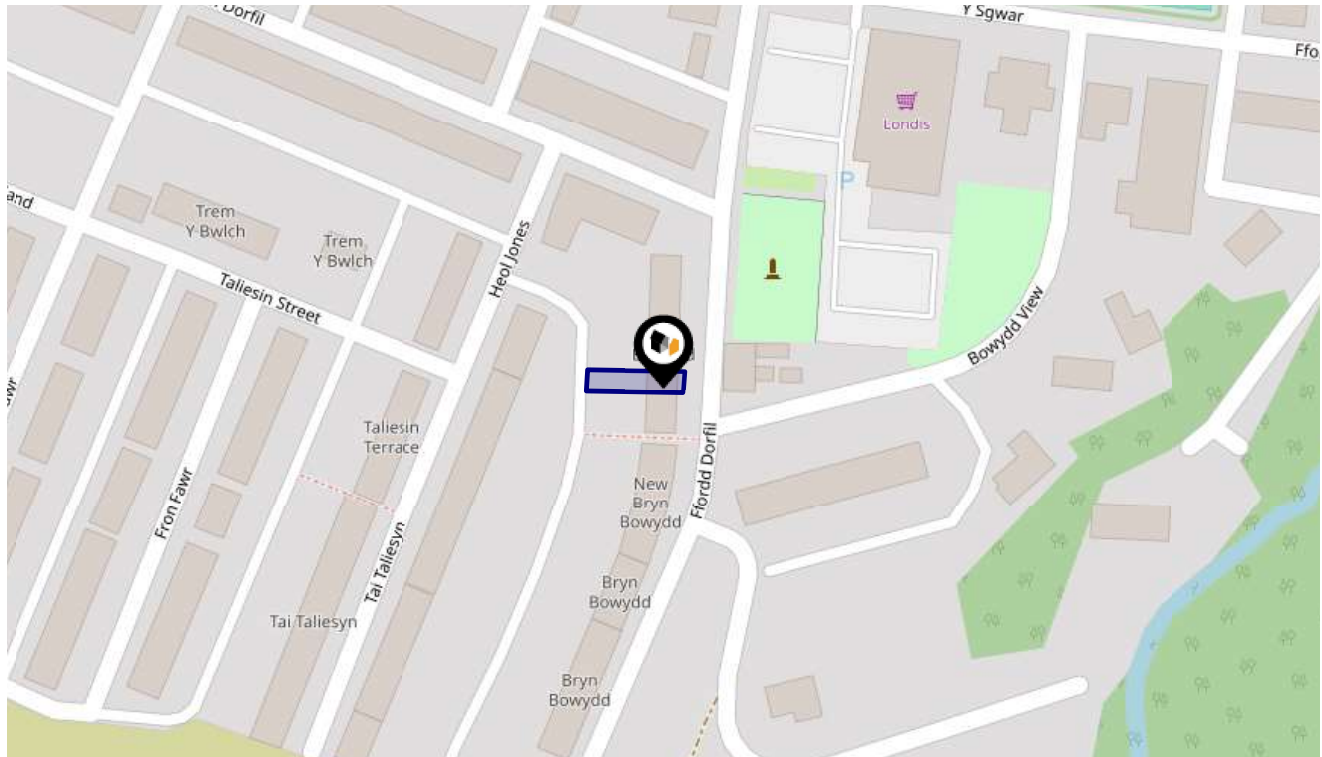 Dorfil
Y Sgwar
Ffo
Londis
P
and
Trem
Y Bwlch
Trem
Y Bwlch
Heol Jones
Taliesin Street
Bowydd View
awr
Taliesin
Terrace
Ffordd Dorfil
New
Bryn
Bowydd
Fron Fawr
Tai Taliesyn
Bryn
Bowydd
Tai Taliesyn
Bryn
Bowydd